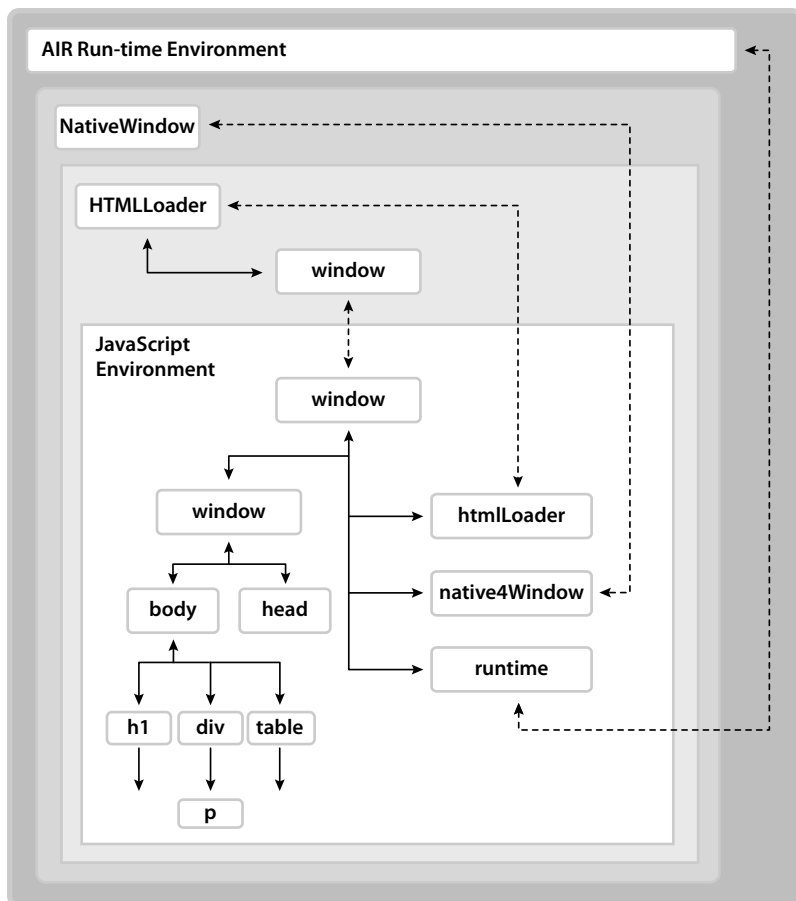 AIR Run-time Environment
NativeWindow
HTMLLoader
window
JavaScript
Environment
window
window
htmlLoader
body
head
native4Window
runtime
h1
div
table
p